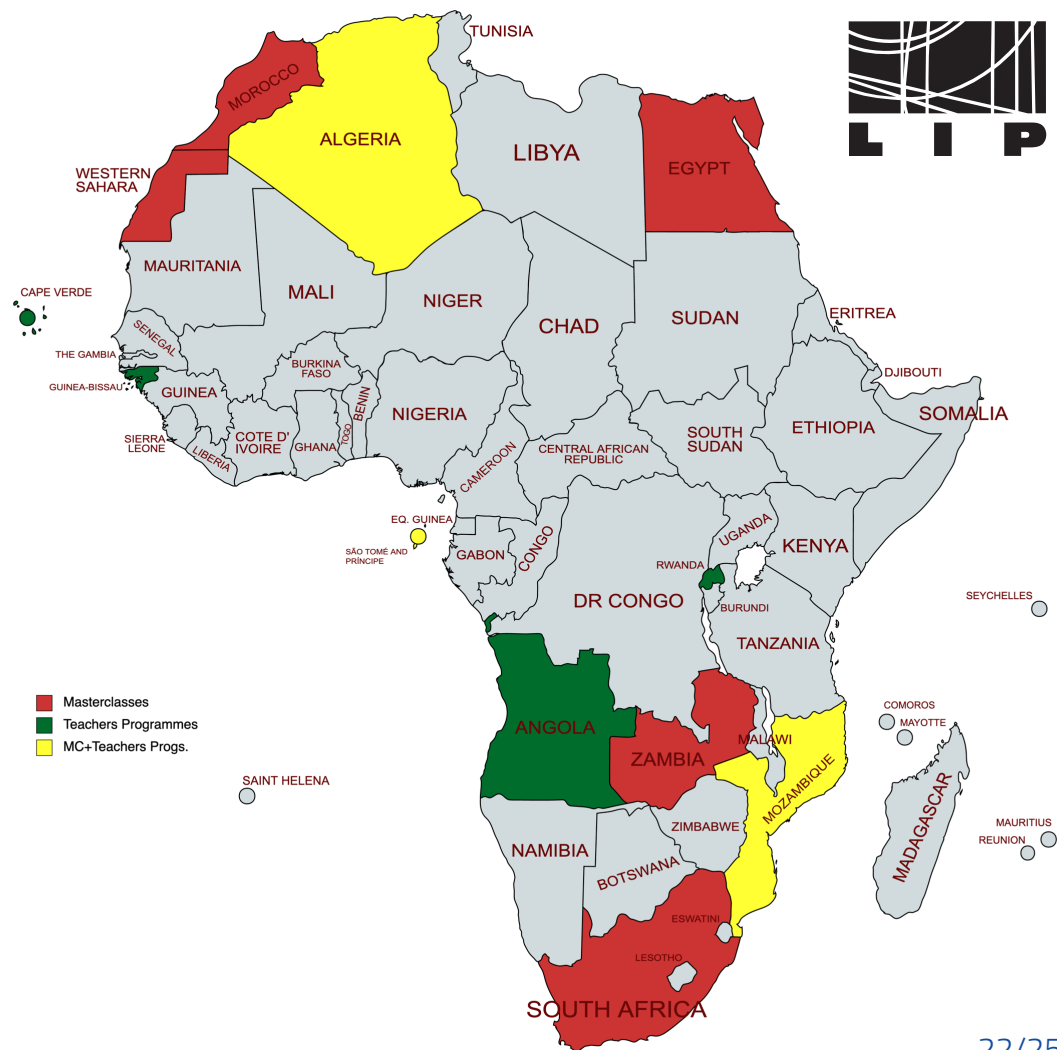 TUNISIA
LIP
MOROCCO
ALGERIA
LIBYA
EGYPT
WESTERN
SAHARA
MAURITANIA
MALI
NIGER
CHAD
SUDAN
ERITREA
CAPE VERDE
SENEGAL
THE GAMBIA
GUINEA-BISSAU
GUINEA
BURKINA
FASO
BENIN
TOGO
NIGERIA
DJIBOUTI
SOMALIA
ETHIOPIA
SOUTH
SUDAN
CENTRAL AFRICAN
REPUBLIC
CAMEROON
SIERRA
LEONE
LIBERIA
COTE D'
IVOIRE
GHANA
EQ. GUINEA
SÃO TOMÉ AND
PRÍNCIPE
GABON
CONGO
UGANDA
KENYA
RWANDA
DR CONGO
BURUNDI
TANZANIA
SEYCHELLES
Masterclasses
Teachers Programmes
MC+Teachers Progs.
ANGOLA
ZAMBIA
MALAWI
MOZAMBIQUE
COMOROS
MAYOTTE
SAINT HELENA
MADAGASCAR
MAURITIUS
REUNION
ZIMBABWE
NAMIBIA
BOTSWANA
ESWATINI
LESOTHO
SOUTH AFRICA
22/25